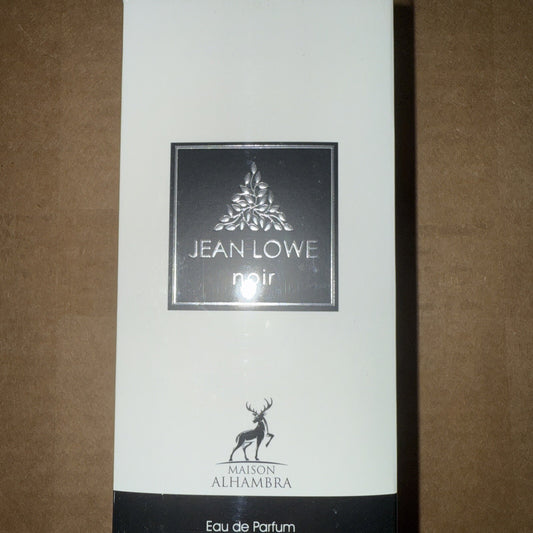 JEAN LOWE
noir
MAISON
ALHAMBRA
Eau de Parfum